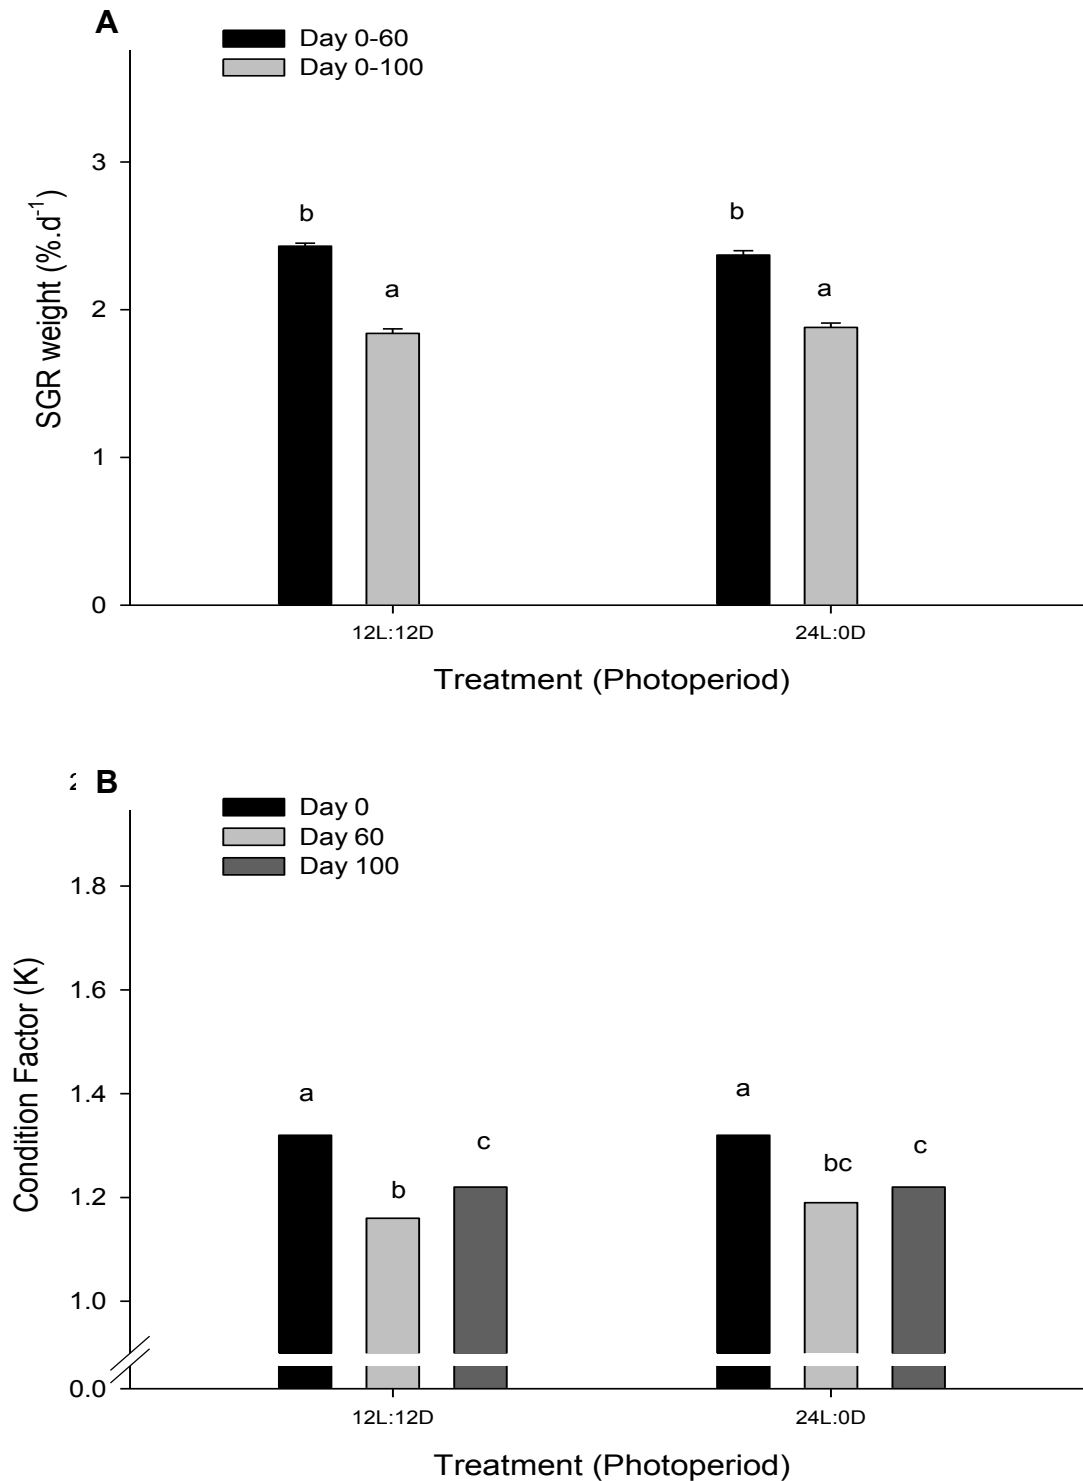 A
Day 0-60
Day 0-100
3
2
1
0
SGR weight (%.d-1)
b
a
b
a
12L:12D
24L:0D
Treatment (Photoperiod)
B
Day 0
Day 60
Day 100
1.8
1.6
1.4
1.2
1.0
0.0
Condition Factor (K)
a
b
c
a
bc
c
12L:12D
24L:0D
Treatment (Photoperiod)